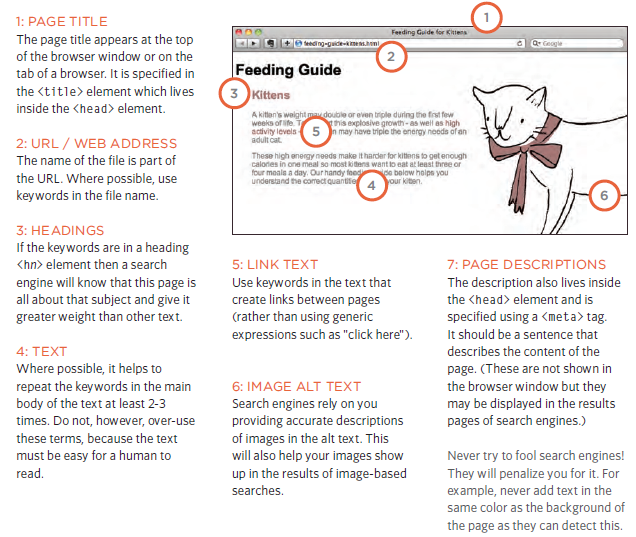 1: PAGE TITLE
The page title appears at the top
of the browser window or on the
tab of a browser. It is specified in
the <title> element which lives
inside the <head> element.
2: URL / WEB ADDRESS
The name of the file is part of
the URL. Where possible, use
keywords in the file name.
3: HEADINGS
If the keywords are in a heading
<hn> element then a search
engine will know that this page is
all about that subject and give it
greater weight than other text.
4: TEXT
Where possible, it helps to
repeat the keywords in the main
body of the text at least 2-3
times. Do not, however, over-use
these terms, because the text
must be easy for a human to
read.
1
Feeding Guide for Kittens
feeding-guide-kittens.html
Google
2
Feeding Guide
3
Kittens
A kitten's weight may double or even triple during the first few
weeks of life. this explosive growth - as well as high
activity levels - may have triple the energy needs of an
adult cat.
5
These high energy needs make it harder for kittens to get enough
calories in one meal so most kittens want to eat at least three or
four meals a day. Our handy below helps you
understand the correct your kitten.
4
6
5: LINK TEXT
Use keywords in the text that
create links between pages
(rather than using generic
expressions such as "click here").
6: IMAGE ALT TEXT
Search engines rely on you
providing accurate descriptions
of images in the alt text. This
will also help your images show
up in the results of image-based
searches.
7: PAGE DESCRIPTIONS
The description also lives inside
the <head> element and is
specified using a <meta> tag.
It should be a sentence that
describes the content of the
page. (These are not shown in
the browser window but they
may be displayed in the results
pages of search engines.)
Never try to fool search engines!
They will penalize you for it. For
example, never add text in the
same color as the background of
the page as they can detect this.